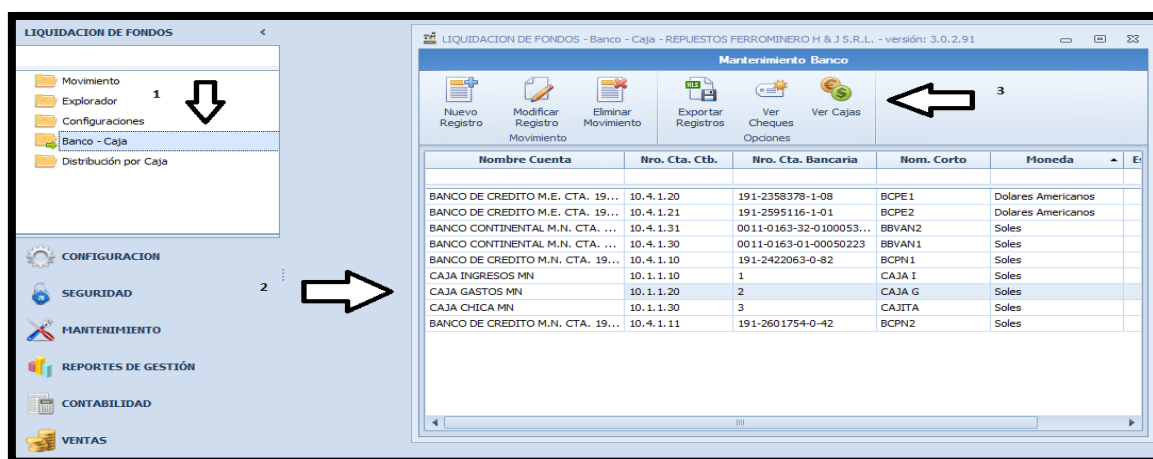 LIQUIDACION DE FONDOS <
Movimiento
Explorador
Configuraciones
Banco - Caja
Distribución por Caja
1
2
CONFIGURACION
SEGURIDAD
MANTENIMIENTO
REPORTES DE GESTIÓN
CONTABILIDAD
VENTAS
LIQUIDACION DE FONDOS - Banco - Caja - REPUESTOS FERROMINERO H & J S.R.L. - versión: 3.0.2.91
Mantenimiento Banco
Nuevo Registro
Modificar Registro
Eliminar Movimiento
XLS
Exportar Registros
Ver Cheques
Ver Cajas
3
Movimiento
Opciones
Nombre Cuenta Nro. Cta. Ctb. Nro. Cta. Bancaria Nom. Corto Moneda
BANCO DE CREDITO M.E. CTA. 19... 10.4.1.20 191-2358378-1-08 BCPE1 Dolares Americanos
BANCO DE CREDITO M.E. CTA. 19... 10.4.1.21 191-2595116-1-01 BCPE2 Dolares Americanos
BANCO CONTINENTAL M.N. CTA. ... 10.4.1.31 0011-0163-32-0100053... BBVAN2 Soles
BANCO CONTINENTAL M.N. CTA. ... 10.4.1.30 0011-0163-01-00050223 BBVAN1 Soles
BANCO DE CREDITO M.N. CTA. 19... 10.4.1.10 191-2422063-0-82 BCPN1 Soles
CAJA INGRESOS MN 10.1.1.10 1 CAJA I Soles
CAJA GASTOS MN 10.1.1.20 2 CAJA G Soles
CAJA CHICA MN 10.1.1.30 3 CAJITA Soles
BANCO DE CREDITO M.N. CTA. 19... 10.4.1.11 191-2601754-0-42 BCPN2 Soles